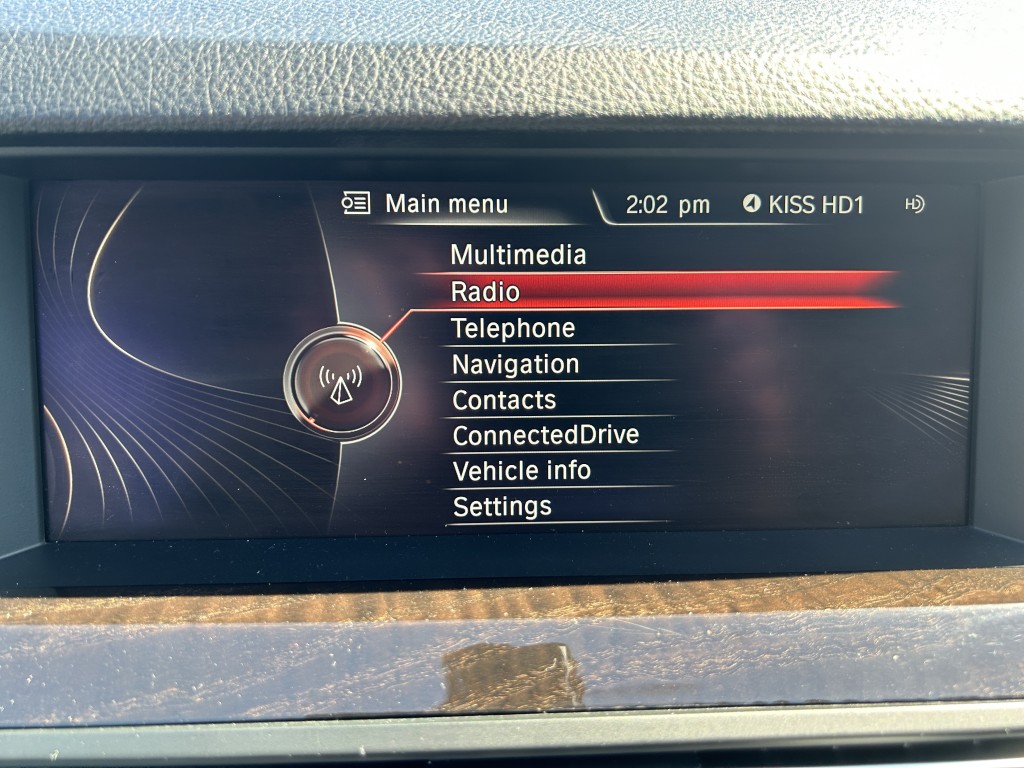 Main menu 2:02 pm KISS HD1 HD
Multimedia
Radio
Telephone
Navigation
Contacts
ConnectedDrive
Vehicle info
Settings